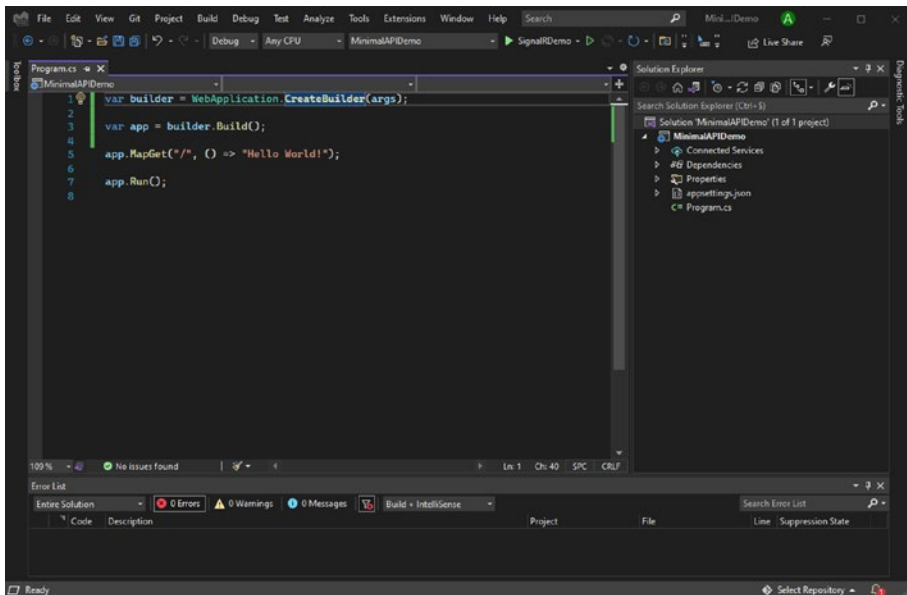 File Edit View Git Project Build Debug Test Analyze Tools Extensions Window Help Search Mini...Demo A
Debug Any CPU MinimalAPIDemo SignalRDemo Live Share
Toolbox
Program.cs
MinimalAPIDemo
1 var builder = WebApplication.CreateBuilder(args);
2
3 var app = builder.Build();
4
5 app.MapGet("/", () => "Hello World!");
6
7 app.Run();
8
109 % No issues found Ln: 1 Ch: 40 SPC CRLF
Solution Explorer
Search Solution Explorer (Ctrl+$)
Solution 'MinimalAPIDemo' (1 of 1 project)
MinimalAPIDemo
Connected Services
Dependencies
Properties
appsettings.json
C# Program.cs
Diagnostic Tools
Error List
Entire Solution 0 Errors 0 Warnings 0 Messages Build + IntelliSense Search Error List
Code Description Project File Line Suppression State
Ready Select Repository 1